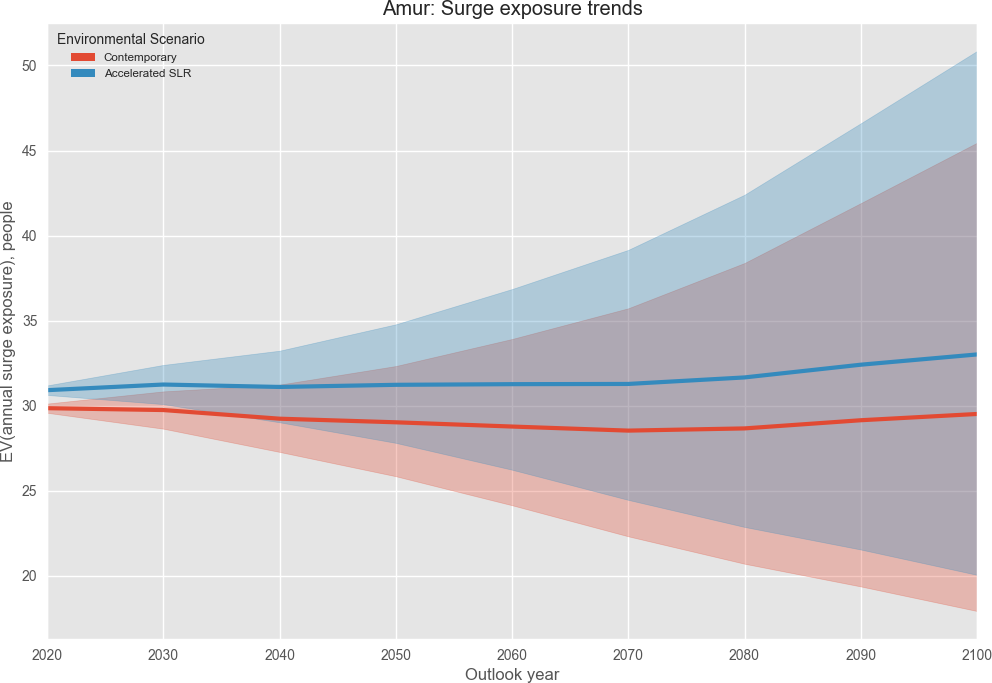 Amur: Surge exposure trends
Environmental Scenario
Contemporary
Accelerated SLR
EV(annual surge exposure), people
50
45
40
35
30
25
20
2020 2030 2040 2050 2060 2070 2080 2090 2100
Outlook year